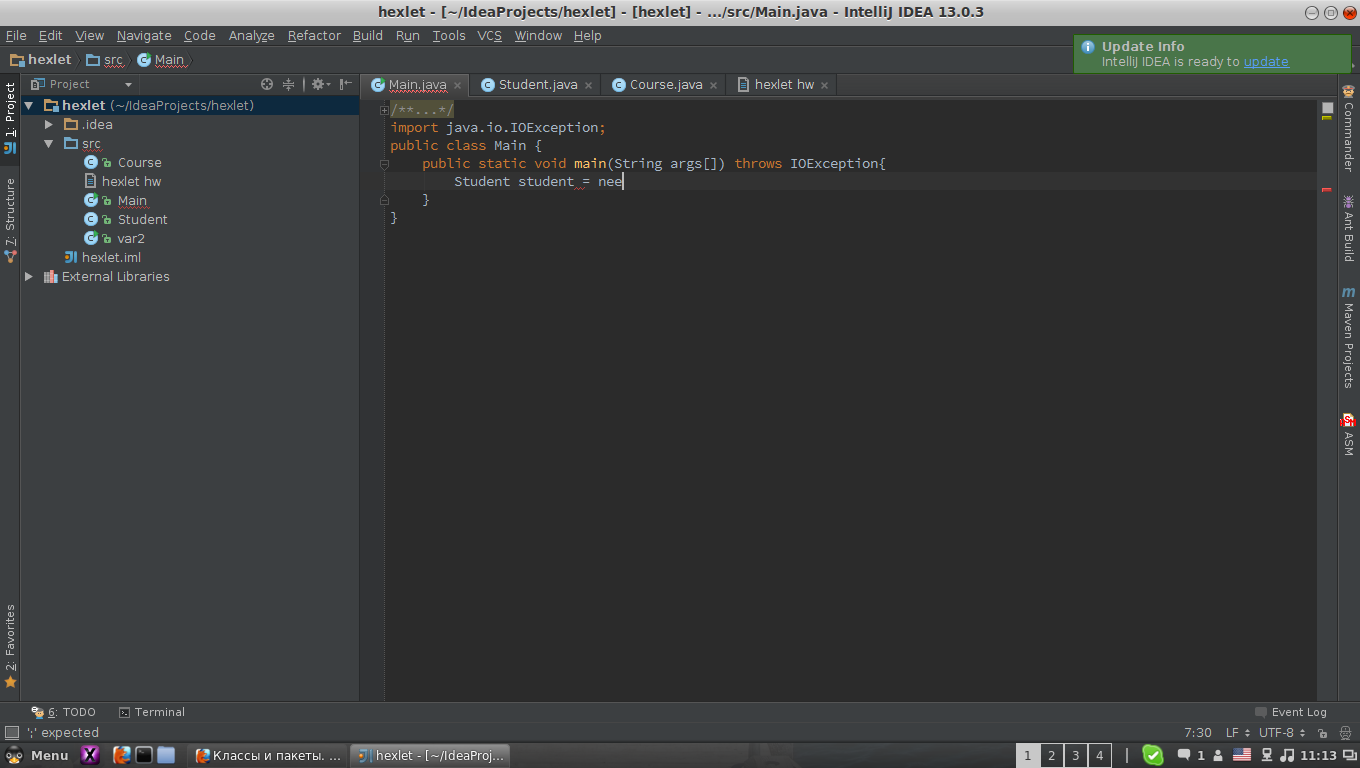 hexlet - [~/IdeaProjects/hexlet] - [hexlet] - .../src/Main.java - IntelliJ IDEA 13.0.3
File Edit View Navigate Code Analyze Refactor Build Run Tools VCS Window Help
hexlet src Main
Update Info
IntelliJ IDEA is ready to update
Project
Main.java Student.java Course.java hexlet hw
hexlet (~/IdeaProjects/hexlet)
.idea
src
Course
hexlet hw
Main
Student
var2
hexlet.iml
External Libraries
/**...*/
import java.io.IOException;
public class Main {
public static void main(String args[]) throws IOException{
Student student = nee
}
}
1: Project
7: Structure
2: Favorites
Commander
Ant Build
m
Maven Projects
ASM
6: TODO Terminal Event Log
';' expected 7:30 LF UTF-8
Menu Классы и пакеты. ... hexlet - [~/IdeaProj... 1 2 3 4 1 11:13